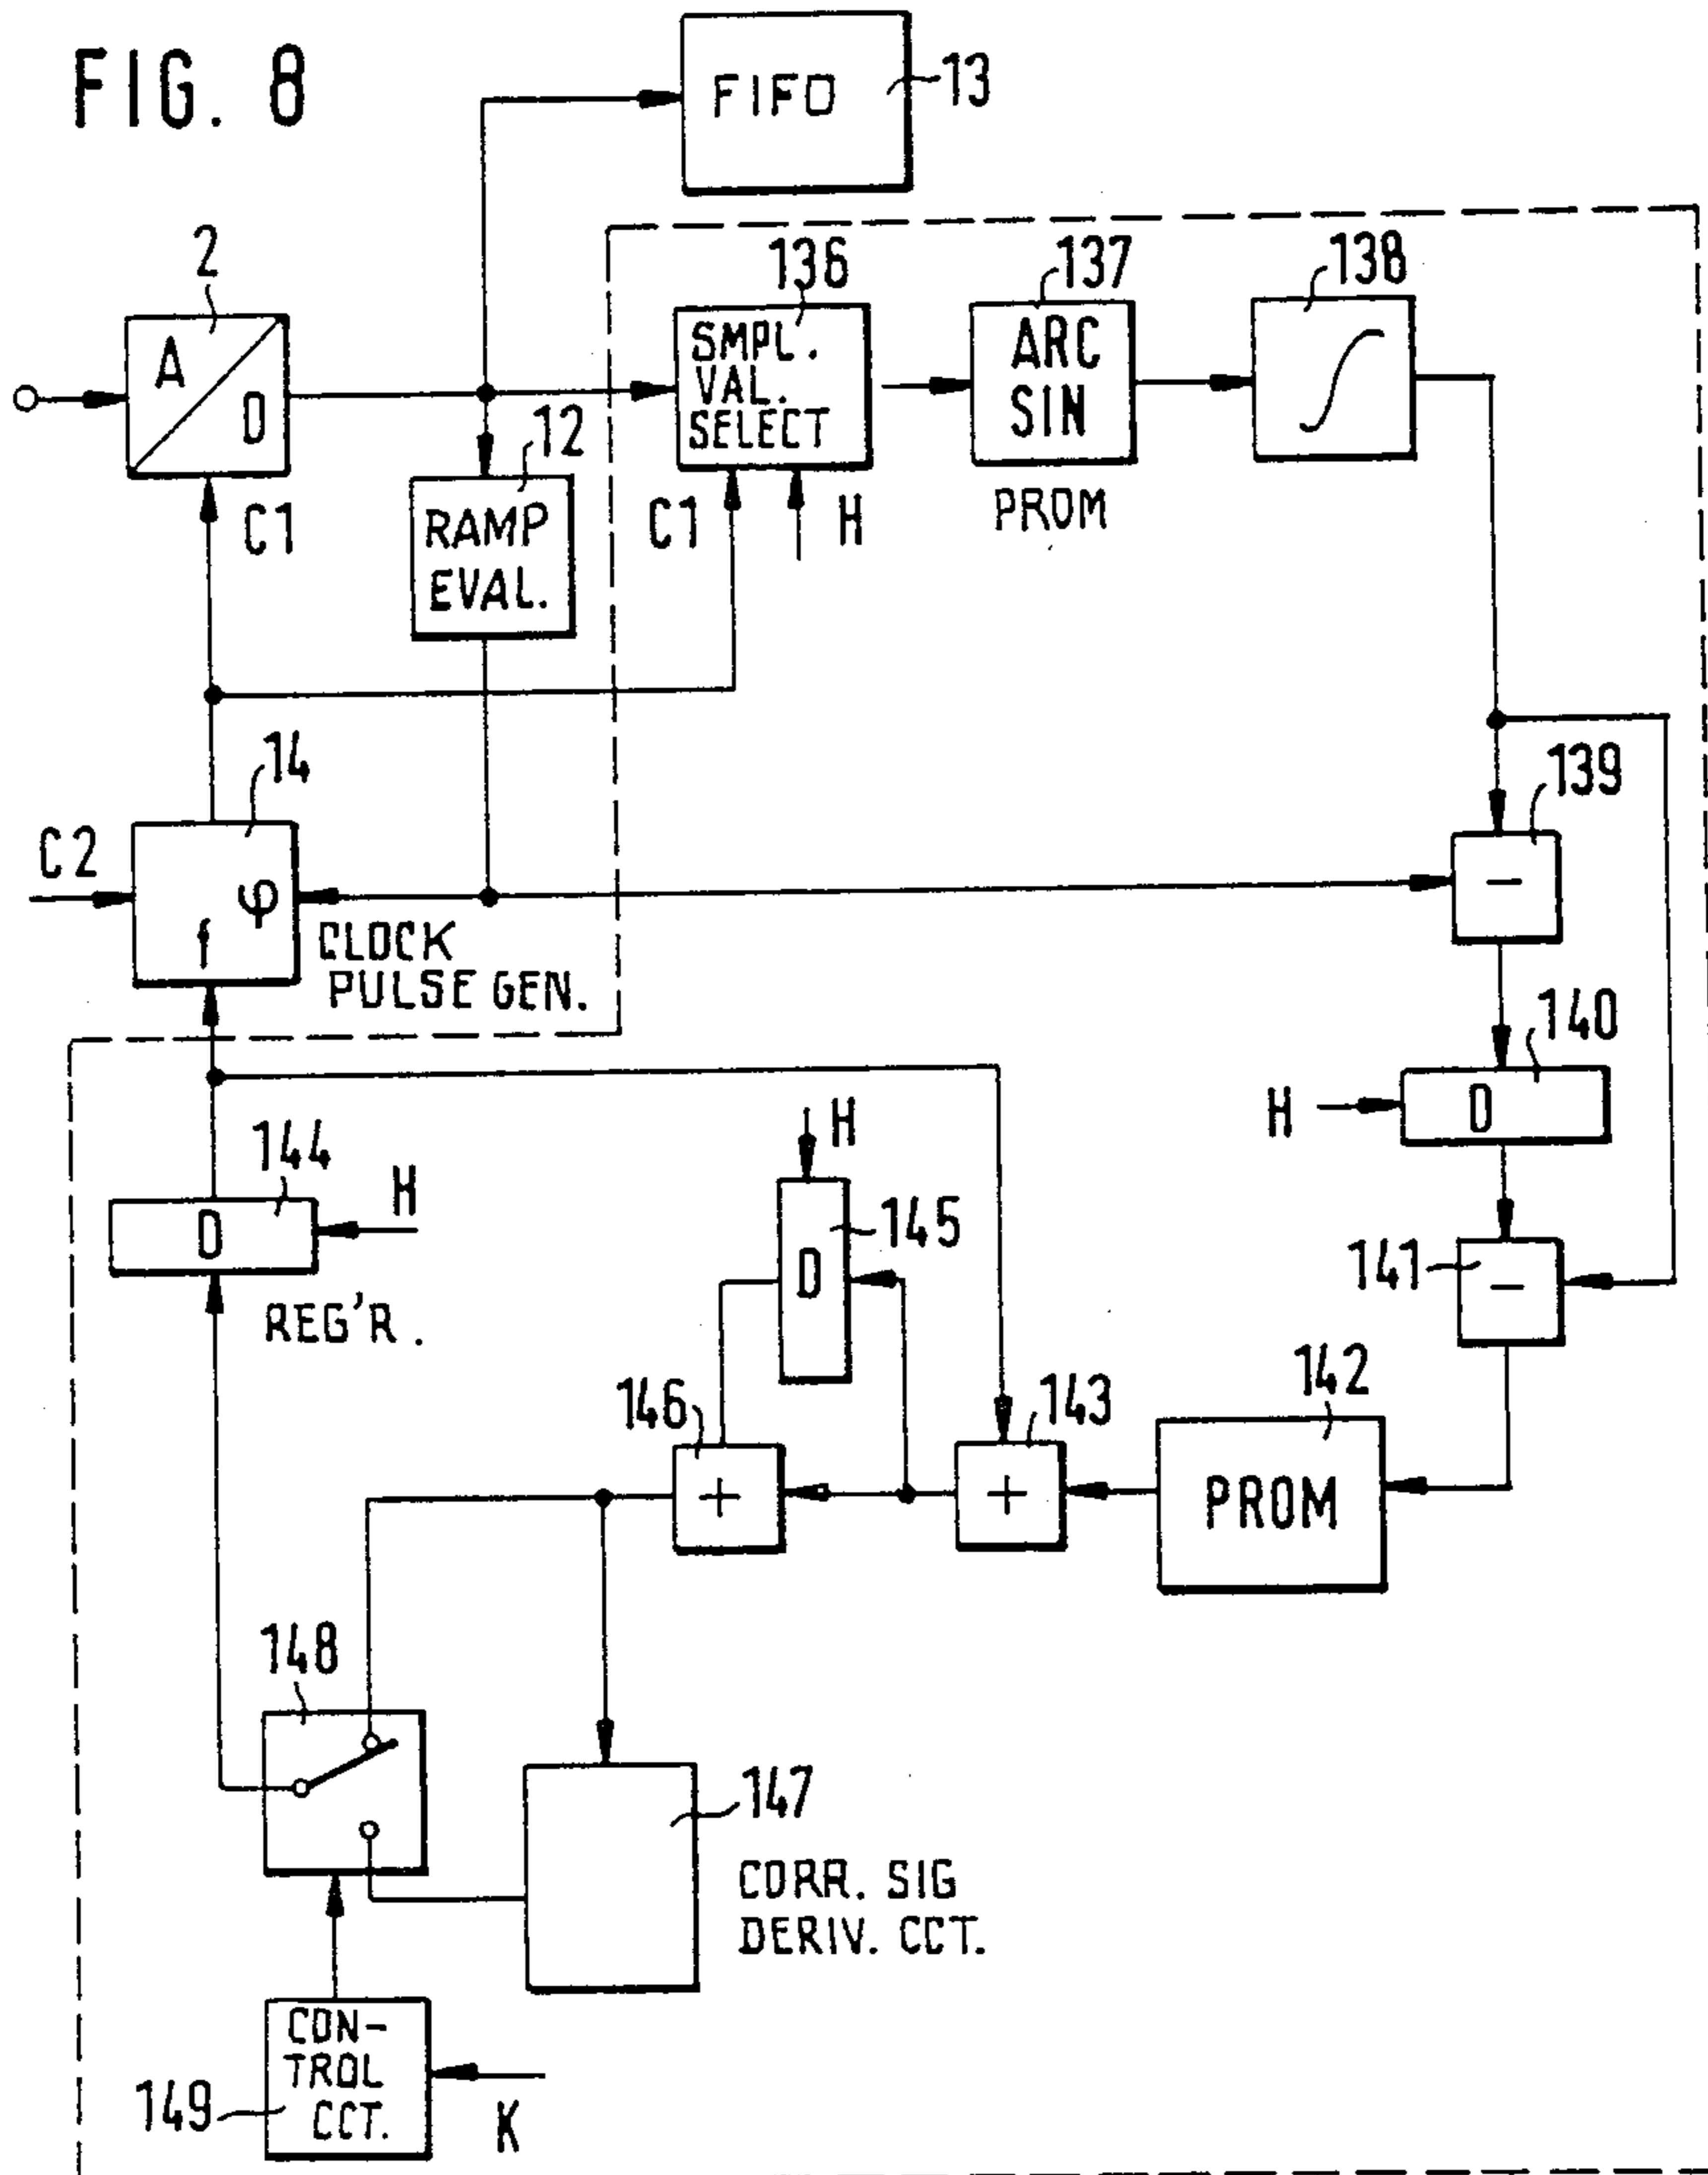 FIG. 8
FIFO
13
2
A
D
136
SMPL.
VAL.
SELECT
137
ARC
SIN
PROM
138
12
RAMP
EVAL.
C1
C1
H
14
C2
φ
f
CLOCK
PULSE GEN.
139
−
140
H
D
144
D
H
REG'R.
H
145
D
141
−
146
+
143
+
142
PROM
148
147
CORR. SIG
DERIV. CCT.
CON-
TROL
CCT.
149
K